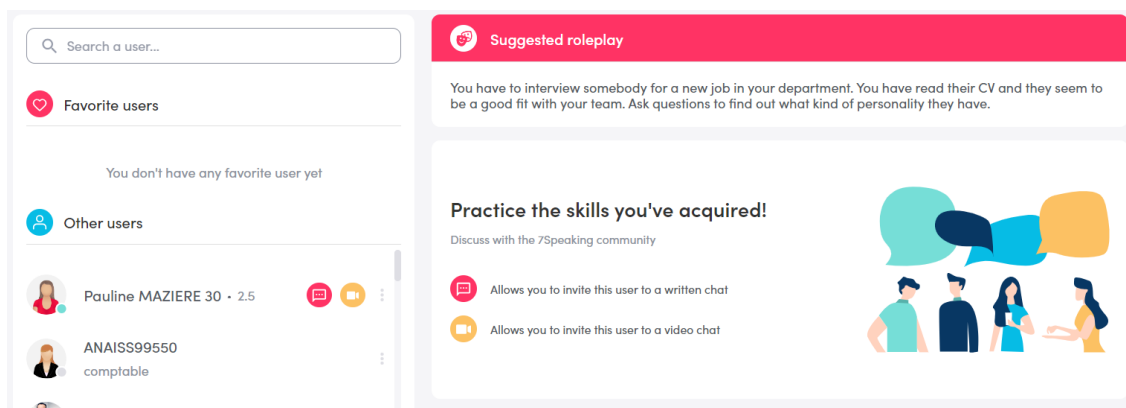 Search a user...
Favorite users
You don't have any favorite user yet
Other users
Pauline MAZIERE 30 • 2.5
ANAISS99550
comptable
Suggested roleplay
You have to interview somebody for a new job in your department. You have read their CV and they seem to
be a good fit with your team. Ask questions to find out what kind of personality they have.
Practice the skills you've acquired!
Discuss with the 7Speaking community
Allows you to invite this user to a written chat
Allows you to invite this user to a video chat